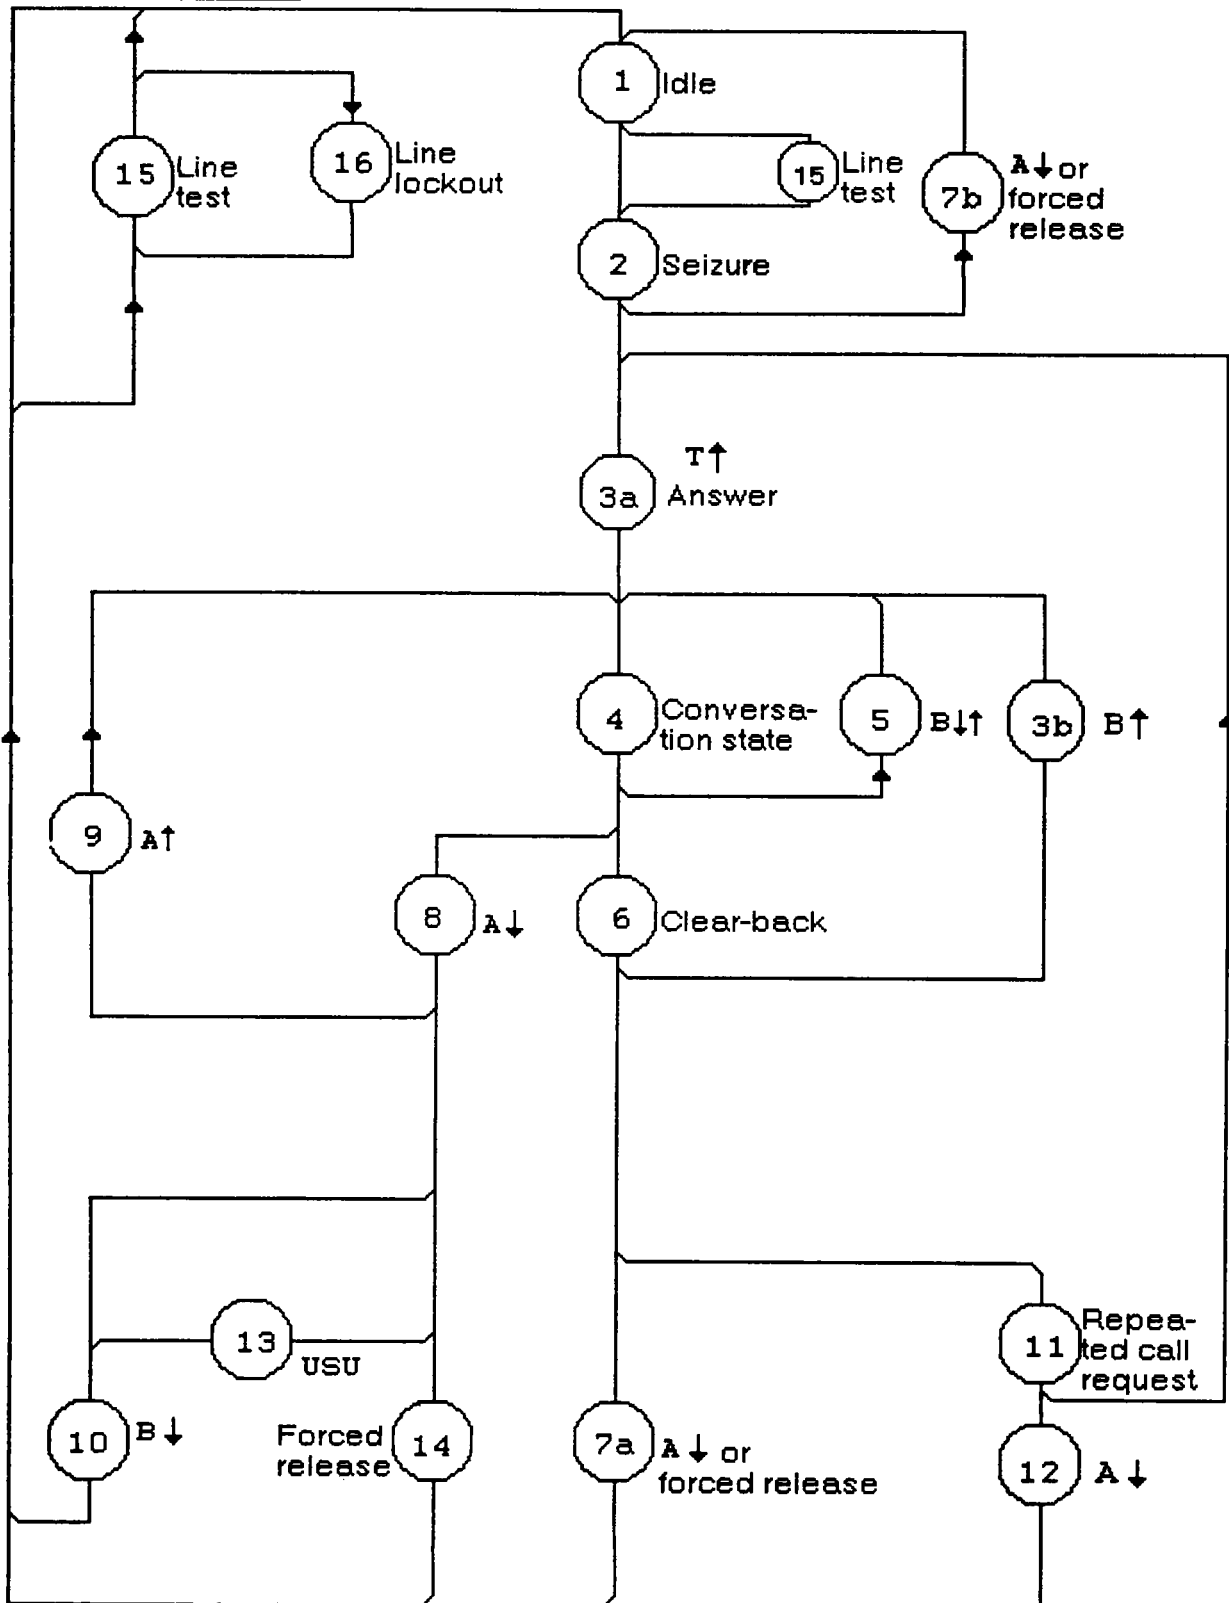 1 Idle
15 Line
test
16 Line
lockout
15 Line
test
7b A↓ or
forced
release
2 Seizure
T↑
3a Answer
4 Conversa-
tion state
5 B↓↑
3b B↑
9 A↑
8 A↓
6 Clear-back
13 USU
11 Repea-
ted call
request
10 B↓
Forced
release
14
7a A↓ or
forced release
12 A↓